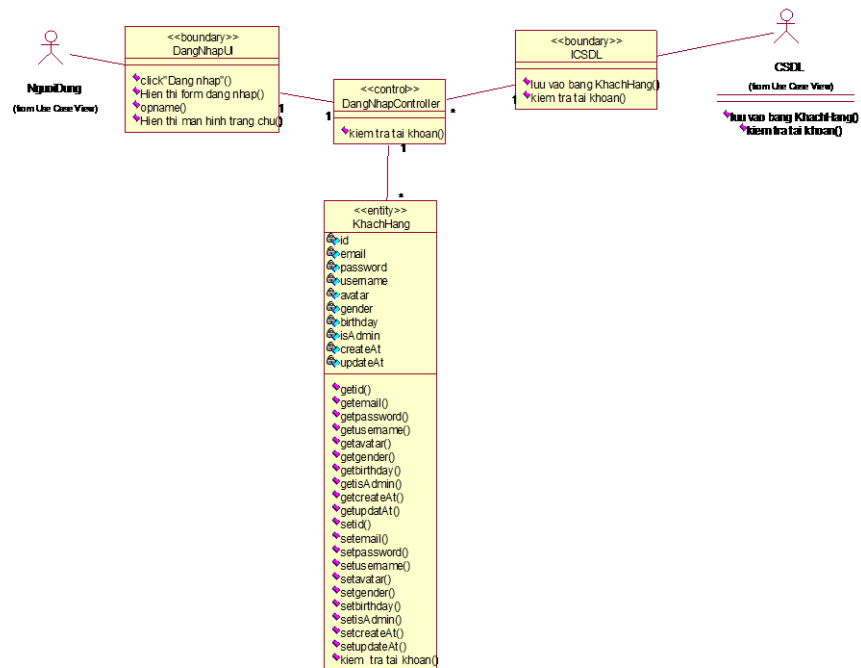 NguoiDung
(from Use Case View)
<<boundary>>
DangNhapUI
click"Dang nhap"()
Hien thi form dang nhap()
opname()
Hien thi man hinh trang chu()
1
1
<<control>>
DangNhapController
kiem tra tai khoan()
1
*
*
1
<<boundary>>
ICSDL
luu vao bang KhachHang()
kiem tra tai khoan()
CSDL
(from Use Case View)
luu vao bang KhachHang()
kiem tra tai khoan()
<<entity>>
KhachHang
id
email
password
username
avatar
gender
birthday
isAdmin
createAt
updateAt
getid()
getemail()
getpassword()
getusername()
getavatar()
getgender()
getbirthday()
getisAdmin()
getcreateAt()
getupdatAt()
setid()
setemail()
setpassword()
setusername()
setavatar()
setgender()
setbirthday()
setisAdmin()
setcreateAt()
setupdateAt()
kiem tra tai khoan()